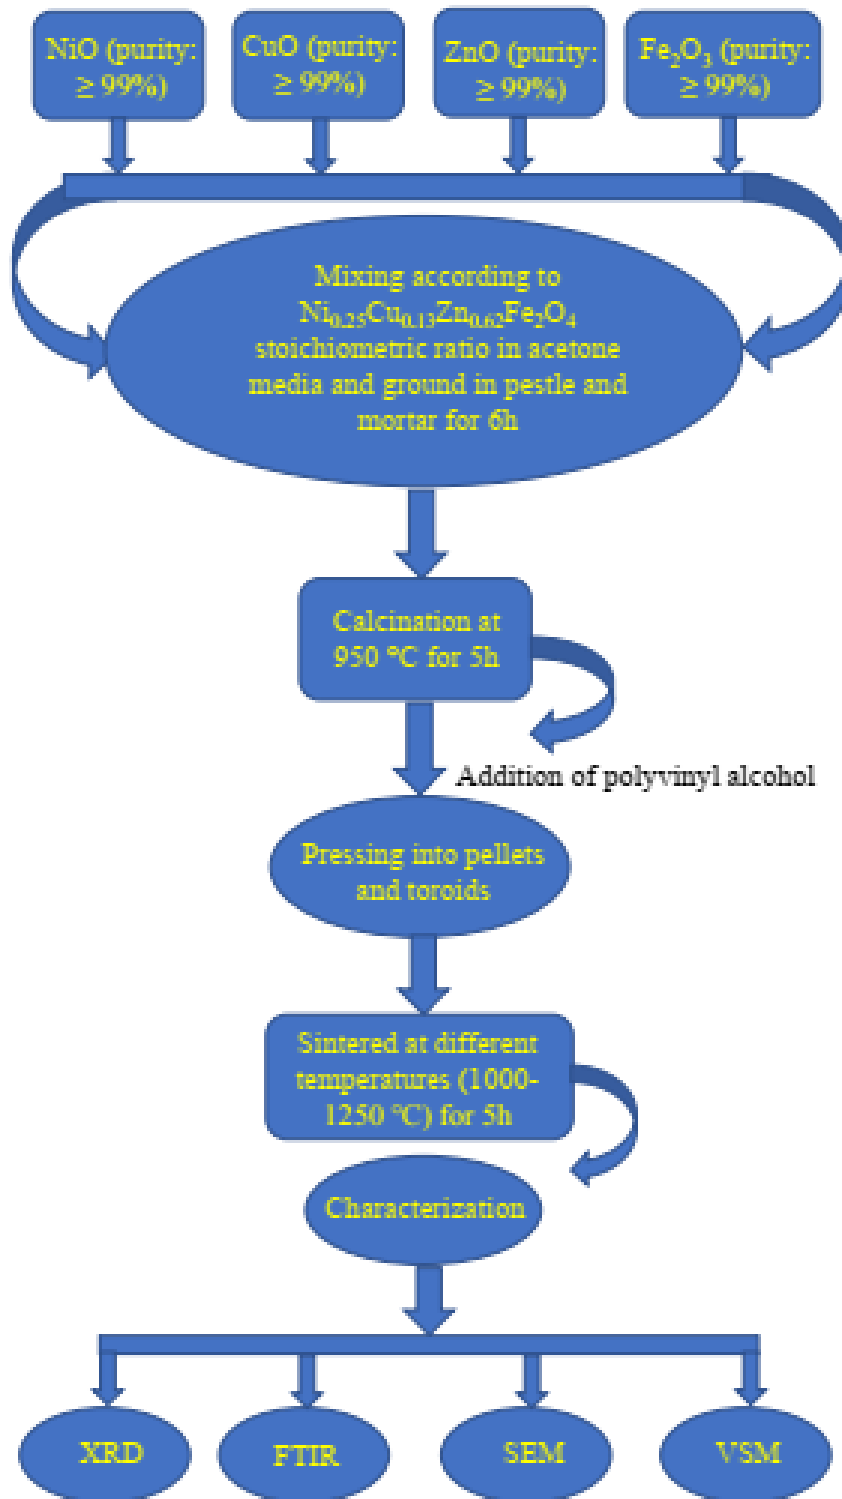 NiO (purity:
≥ 99%)
CuO (purity:
≥ 99%)
ZnO (purity:
≥ 99%)
Fe₂O₃ (purity:
≥ 99%)
Mixing according to
Ni₀.₂₅Cu₀.₁₃Zn₀.₆₂Fe₂O₄
stoichiometric ratio in acetone
media and ground in pestle and
mortar for 6h
Calcination at
950 °C for 5h
Addition of polyvinyl alcohol
Pressing into pellets
and toroids
Sintered at different
temperatures (1000-
1250 °C) for 5h
Characterization
XRD
FTIR
SEM
VSM